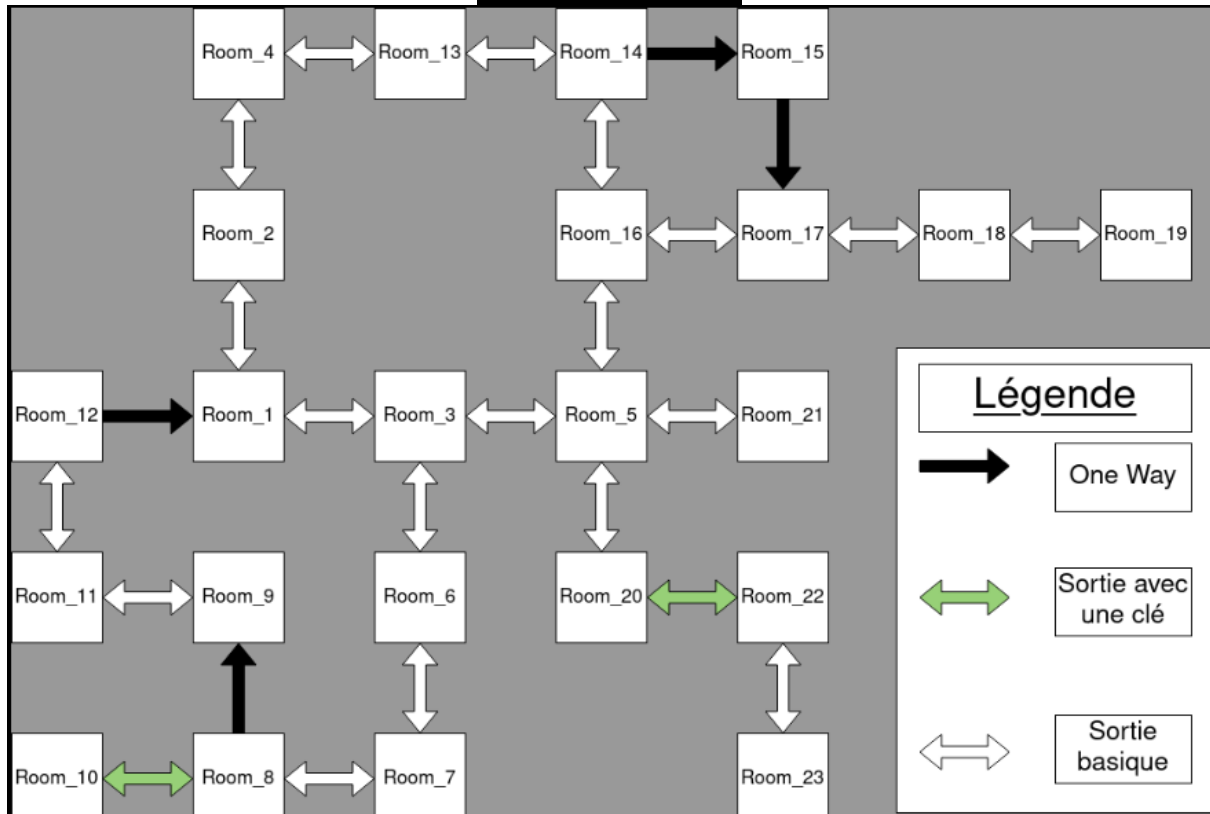 Room_4
Room_13
Room_14
Room_15
Room_2
Room_16
Room_17
Room_18
Room_19
Room_12
Room_1
Room_3
Room_5
Room_21
Room_11
Room_9
Room_6
Room_20
Room_22
Room_10
Room_8
Room_7
Room_23
Légende
One Way
Sortie avec
une clé
Sortie
basique